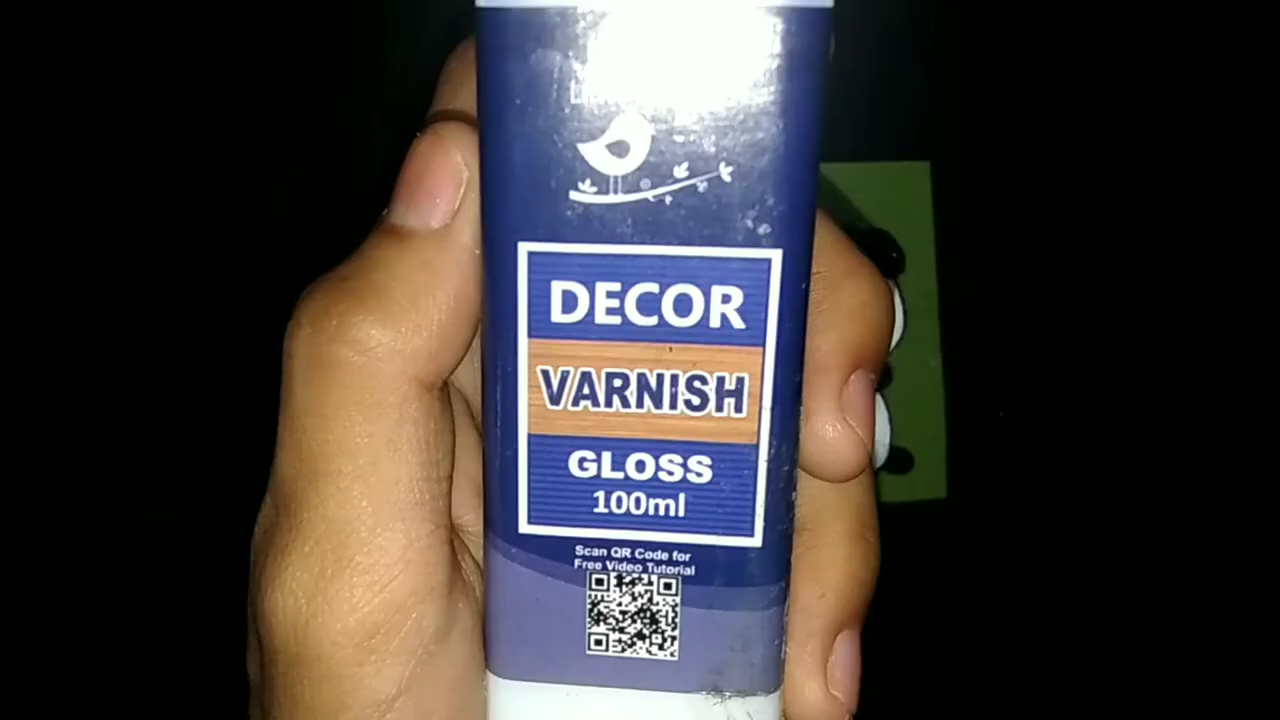 DECOR
VARNISH
GLOSS
100ml
Scan QR Code for
Free Video Tutorial